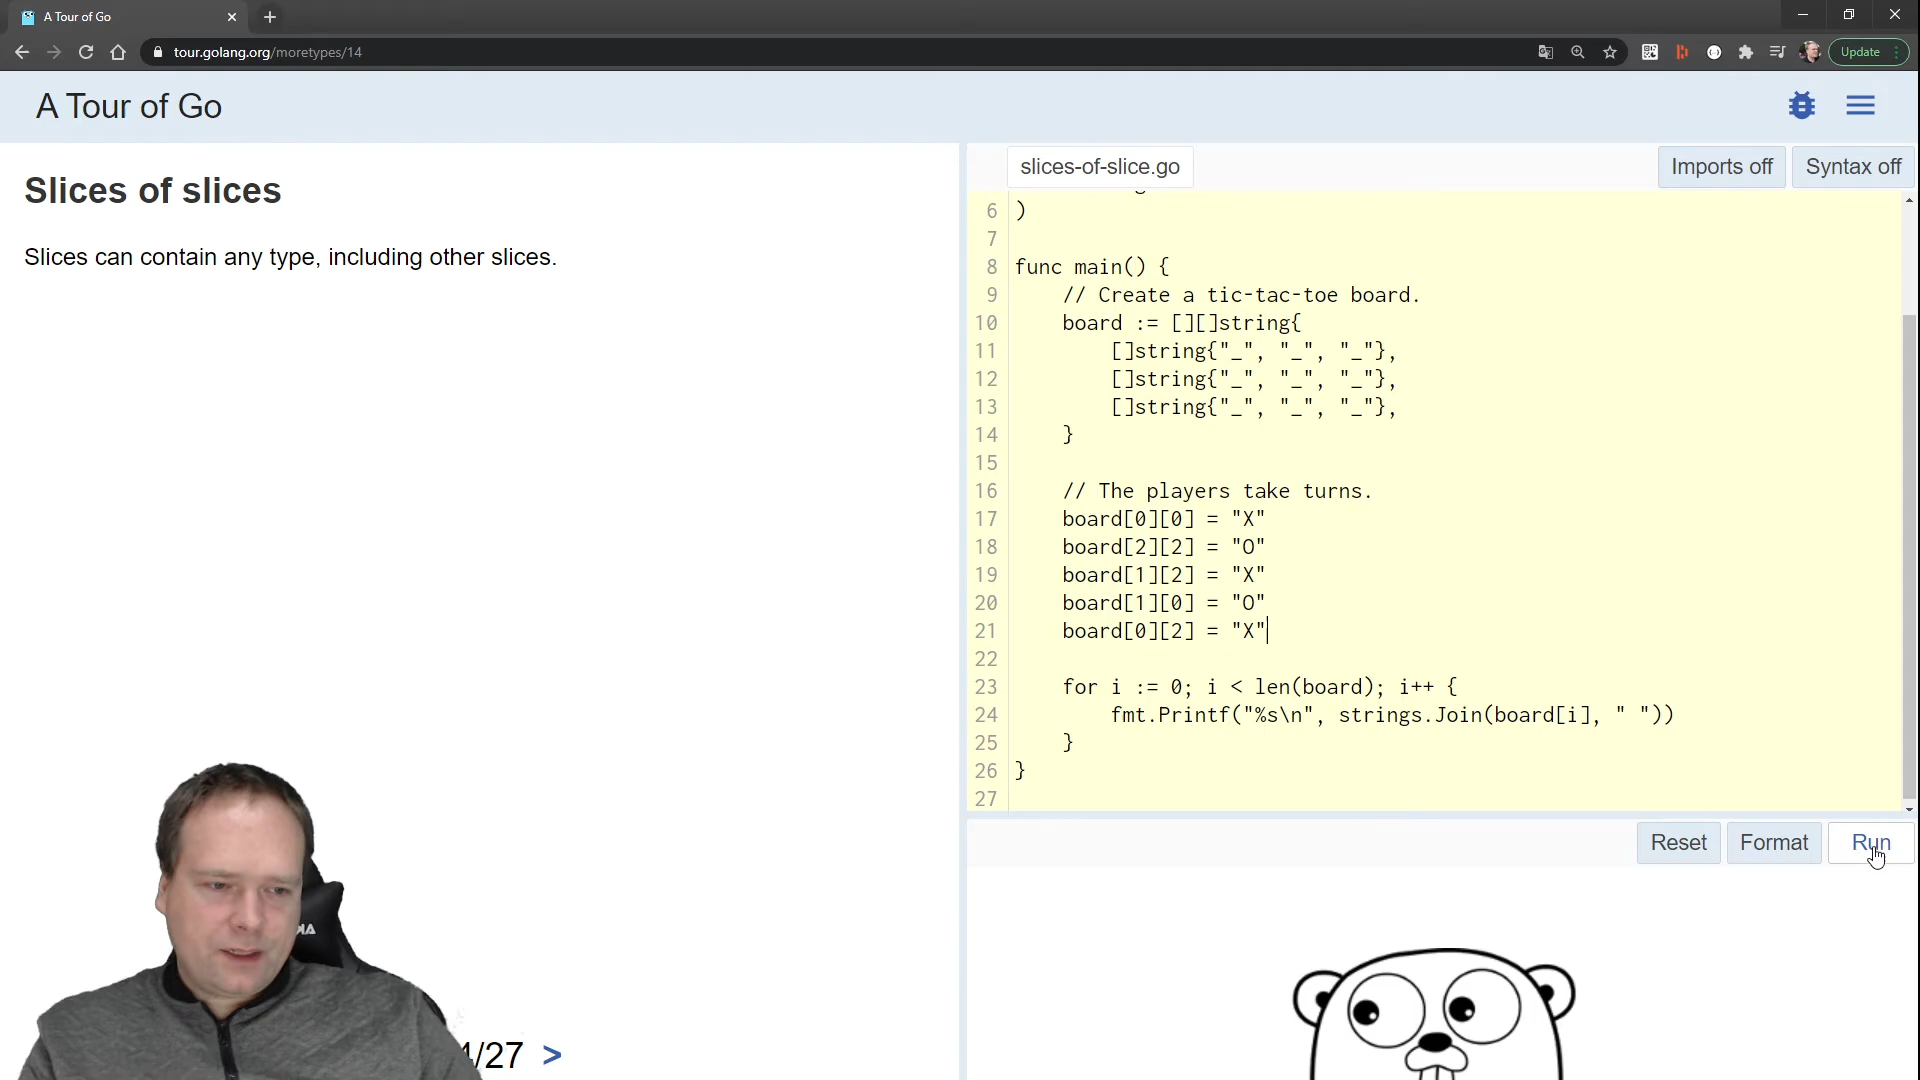 A Tour of Go
tour.golang.org/moretypes/14
Update
A Tour of Go
Slices of slices
Slices can contain any type, including other slices.
/27 >
slices-of-slice.go
Imports off
Syntax off
6 )
7
8 func main() {
9 // Create a tic-tac-toe board.
10 board := [][]string{
11 []string{"_", "_", "_"},
12 []string{"_", "_", "_"},
13 []string{"_", "_", "_"},
14 }
15
16 // The players take turns.
17 board[0][0] = "X"
18 board[2][2] = "O"
19 board[1][2] = "X"
20 board[1][0] = "O"
21 board[0][2] = "X"
22
23 for i := 0; i < len(board); i++ {
24 fmt.Printf("%s\n", strings.Join(board[i], " "))
25 }
26 }
27
Reset
Format
Run